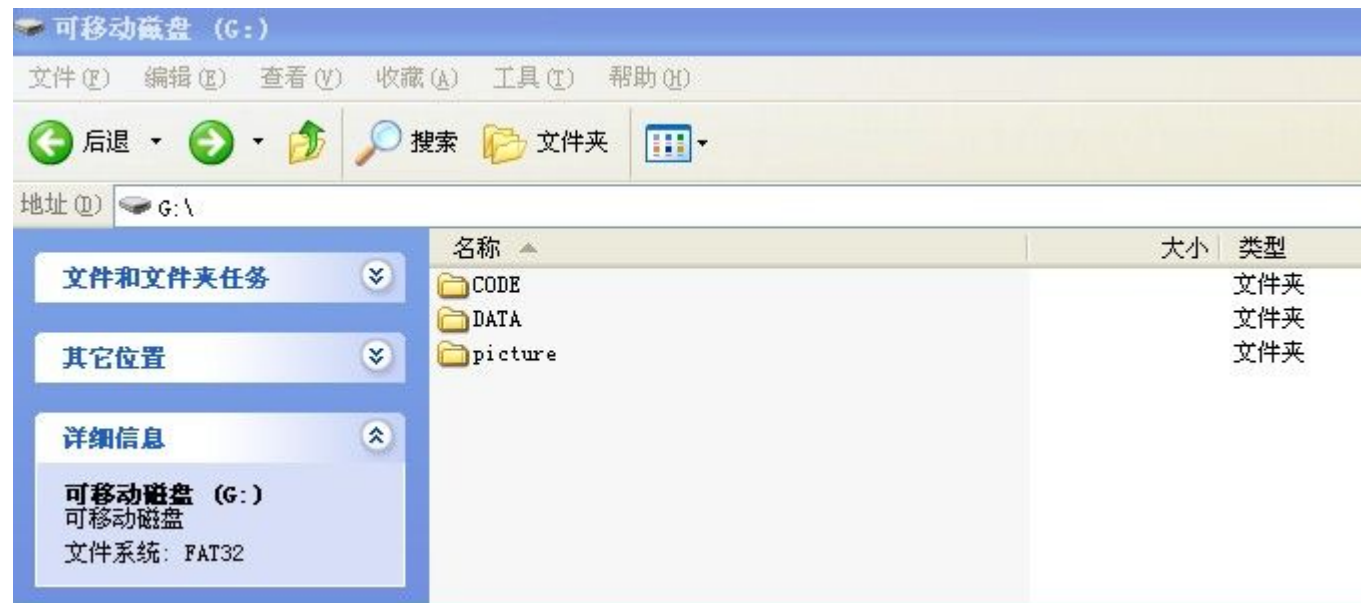 可移动磁盘 (G:)
文件(F) 编辑(E) 查看(V) 收藏(A) 工具(T) 帮助(H)
后退 搜索 文件夹
地址(D) G:\
名称 大小 类型
文件和文件夹任务
其它位置
详细信息
可移动磁盘 (G:)
可移动磁盘
文件系统: FAT32
CODE 文件夹
DATA 文件夹
picture 文件夹